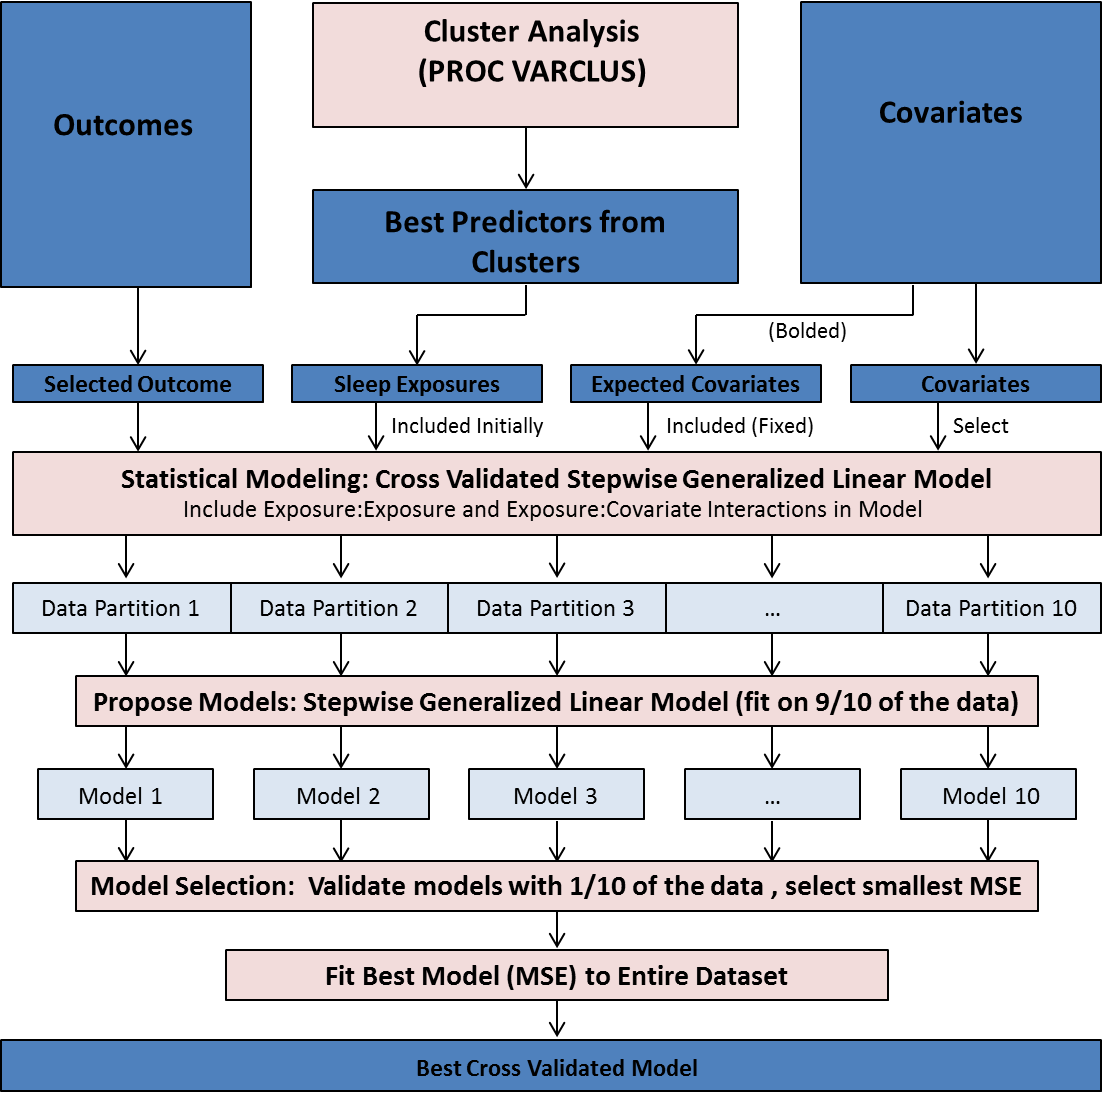 Outcomes
Cluster Analysis
(PROC VARCLUS)
Covariates
Best Predictors from
Clusters
(Bolded)
Selected Outcome
Sleep Exposures
Expected Covariates
Covariates
Included Initially
Included (Fixed)
Select
Statistical Modeling: Cross Validated Stepwise Generalized Linear Model
Include Exposure:Exposure and Exposure:Covariate Interactions in Model
Data Partition 1
Data Partition 2
Data Partition 3
...
Data Partition 10
Propose Models: Stepwise Generalized Linear Model (fit on 9/10 of the data)
Model 1
Model 2
Model 3
...
Model 10
Model Selection:  Validate models with 1/10 of the data , select smallest MSE
Fit Best Model (MSE) to Entire Dataset
Best Cross Validated Model